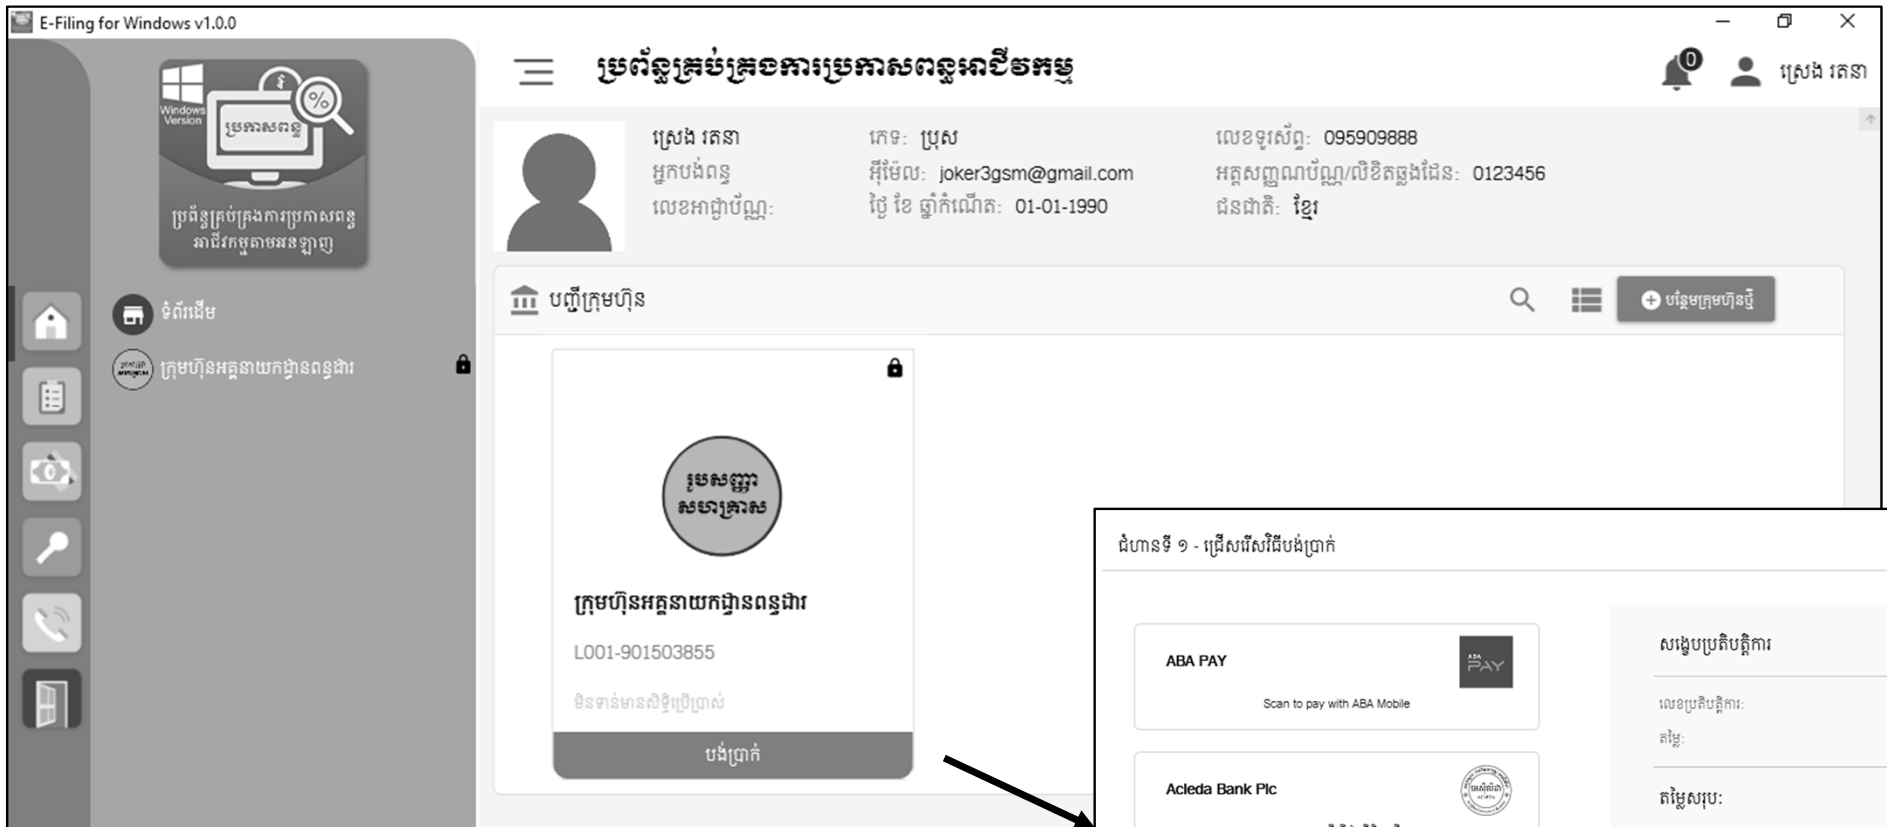 E-Filing for Windows v1.0.0
Windows Version
ប្រកាសពន្ធ
ប្រព័ន្ធគ្រប់គ្រងការប្រកាសពន្ធ
អាជីវកម្មតាមអនឡាញ
ទំព័រដើម
ក្រុមហ៊ុនអគ្គនាយកដ្ឋានពន្ធដារ
ប្រព័ន្ធគ្រប់គ្រងការប្រកាសពន្ធអាជីវកម្ម
0
ស្រេង រតនា
ស្រេង រតនា ភេទ: ប្រុស លេខទូរស័ព្ទ: 095909888
អ្នកបង់ពន្ធ អ៊ីម៉ែល: joker3gsm@gmail.com អត្តសញ្ញណប័ណ្ណ/លិខិតឆ្លងដែន: 0123456
លេខអាជ្ញាប័ណ្ណ: ថ្ងៃ ខែ ឆ្នាំកំណើត: 01-01-1990 ជនជាតិ: ខ្មែរ
បញ្ជីក្រុមហ៊ុន
បន្ថែមក្រុមហ៊ុនថ្មី
រូបសញ្ញា
សហគ្រាស
ក្រុមហ៊ុនអគ្គនាយកដ្ឋានពន្ធដារ
L001-901503855
មិនទាន់មានសិទ្ធិប្រើប្រាស់
បង់ប្រាក់
ជំហានទី ១ - ជ្រើសរើសវិធីបង់ប្រាក់
ABA PAY
ABA PAY
Scan to pay with ABA Mobile
Acleda Bank Plc
សង្ខេបប្រតិបត្តិការ
លេខប្រតិបត្តិការ:
តម្លៃ:
តម្លៃសរុប: